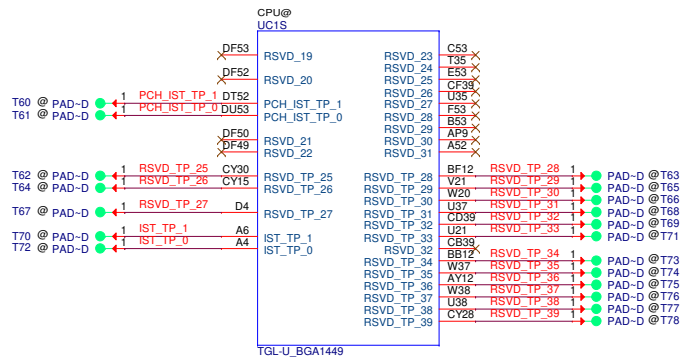 CPU@
UC1S
DF53 RSVD_19 RSVD_23 C53
RSVD_24 T35
DF52 RSVD_20 RSVD_25 E53
RSVD_26 CF39
T60 @ PAD~D 1 PCH_IST_TP_1 DT52 PCH_IST_TP_1 RSVD_27 U35
T61 @ PAD~D 1 PCH_IST_TP_0 DU53 PCH_IST_TP_0 RSVD_28 F53
RSVD_29 B53
DF50 RSVD_21 RSVD_30 AP9
DF49 RSVD_22 RSVD_31 A52
T62 @ PAD~D 1 RSVD_TP_25 CY30 RSVD_TP_25 RSVD_TP_28 BF12 RSVD_TP_28 1 PAD~D @T63
T64 @ PAD~D 1 RSVD_TP_26 CY15 RSVD_TP_26 RSVD_TP_29 V21 RSVD_TP_29 1 PAD~D @T65
RSVD_TP_30 W20 RSVD_TP_30 1 PAD~D @T66
T67 @ PAD~D 1 RSVD_TP_27 D4 RSVD_TP_27 RSVD_TP_31 U37 RSVD_TP_31 1 PAD~D @T68
RSVD_TP_32 CD39 RSVD_TP_32 1 PAD~D @T69
T70 @ PAD~D 1 IST_TP_1 A6 IST_TP_1 RSVD_TP_33 U21 RSVD_TP_33 1 PAD~D @T71
T72 @ PAD~D 1 IST_TP_0 A4 IST_TP_0 RSVD_32 CB39
RSVD_TP_34 BB12 RSVD_TP_34 1 PAD~D @T73
RSVD_TP_35 W37 RSVD_TP_35 1 PAD~D @T74
RSVD_TP_36 AY12 RSVD_TP_36 1 PAD~D @T75
RSVD_TP_37 W38 RSVD_TP_37 1 PAD~D @T76
RSVD_TP_38 U38 RSVD_TP_38 1 PAD~D @T77
RSVD_TP_39 CY28 RSVD_TP_39 1 PAD~D @T78
TGL-U_BGA1449